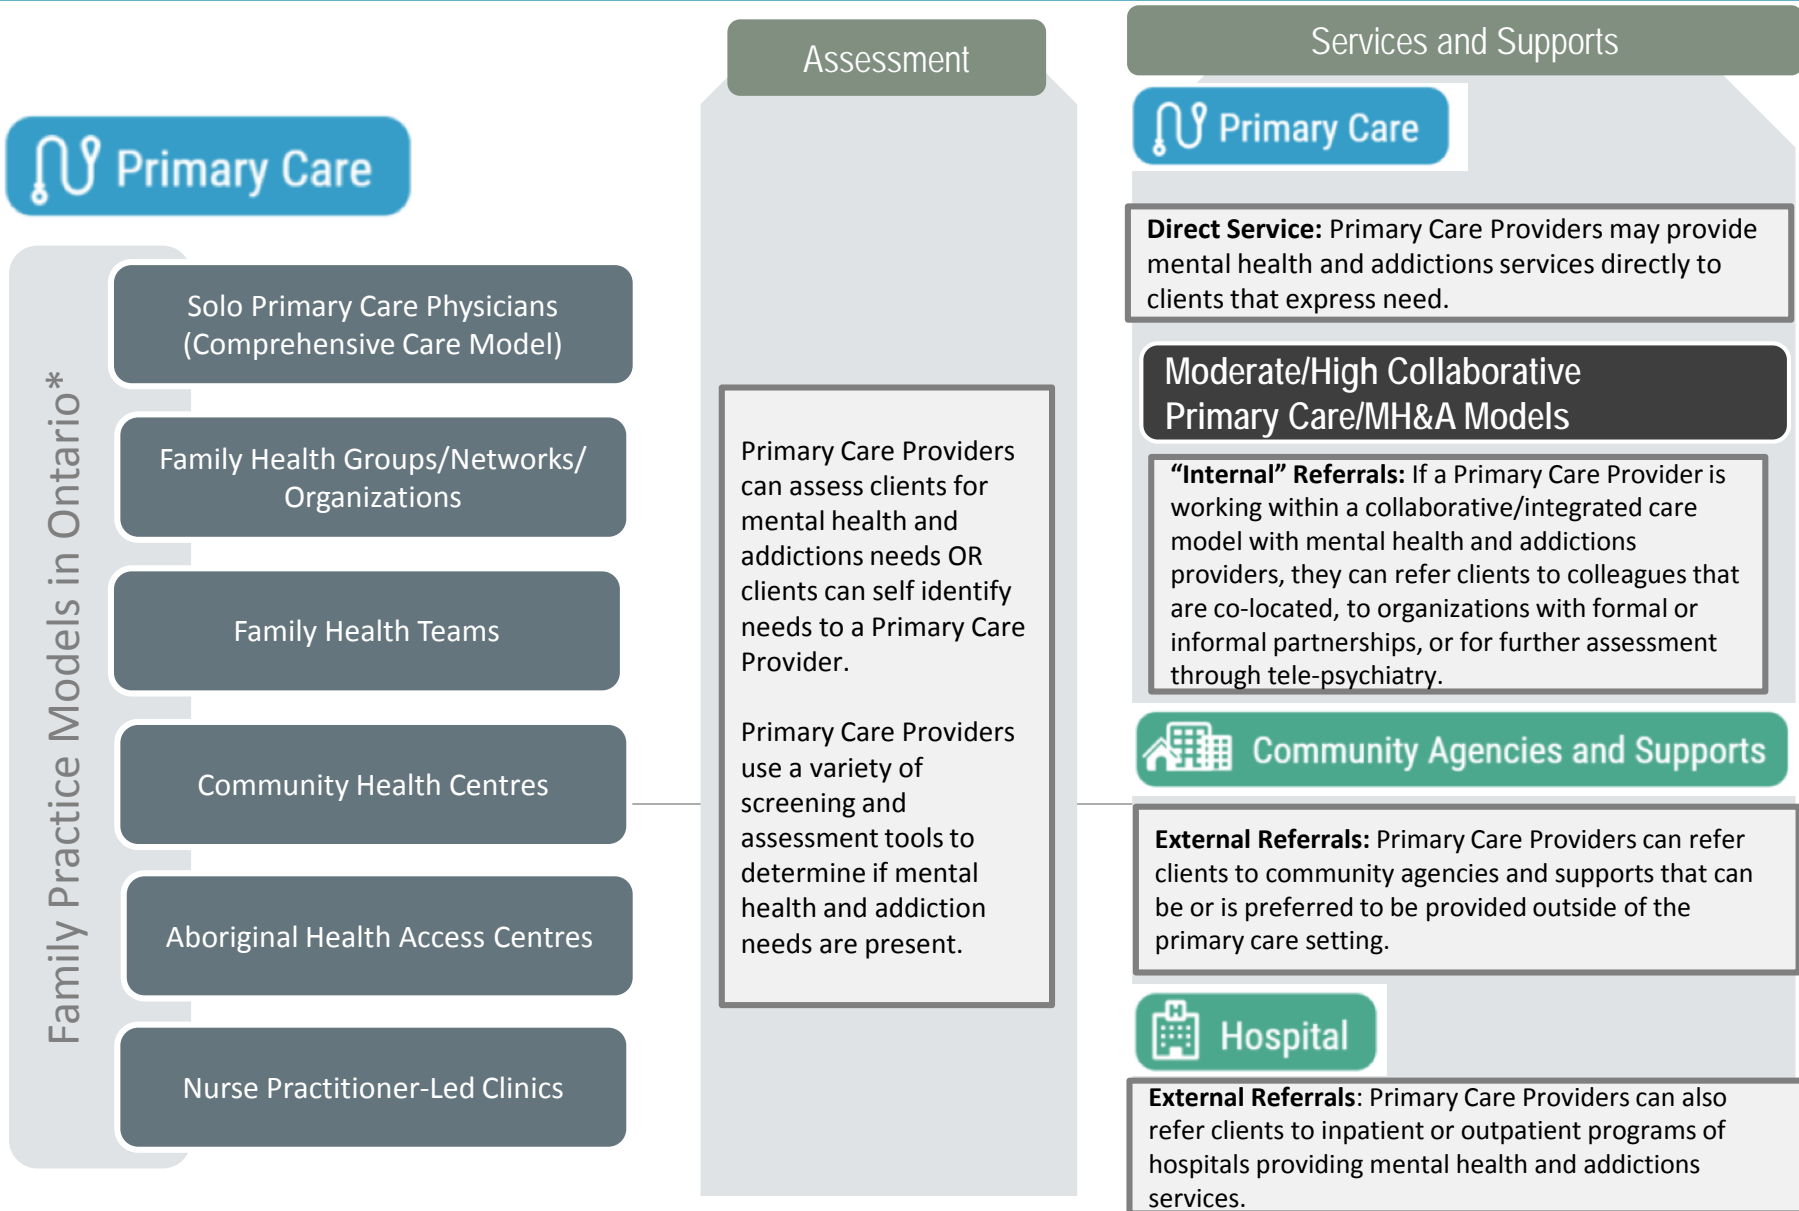 Primary Care
Family Practice Models in Ontario*
Solo Primary Care Physicians
(Comprehensive Care Model)
Family Health Groups/Networks/
Organizations
Family Health Teams
Community Health Centres
Aboriginal Health Access Centres
Nurse Practitioner-Led Clinics
Assessment
Primary Care Providers
can assess clients for
mental health and
addictions needs OR
clients can self identify
needs to a Primary Care
Provider.
Primary Care Providers
use a variety of
screening and
assessment tools to
determine if mental
health and addiction
needs are present.
Services and Supports
Primary Care
Direct Service: Primary Care Providers may provide
mental health and addictions services directly to
clients that express need.
Moderate/High Collaborative
Primary Care/MH&A Models
“Internal” Referrals: If a Primary Care Provider is
working within a collaborative/integrated care
model with mental health and addictions
providers, they can refer clients to colleagues that
are co-located, to organizations with formal or
informal partnerships, or for further assessment
through tele-psychiatry.
Community Agencies and Supports
External Referrals: Primary Care Providers can refer
clients to community agencies and supports that can
be or is preferred to be provided outside of the
primary care setting.
H
Hospital
External Referrals: Primary Care Providers can also
refer clients to inpatient or outpatient programs of
hospitals providing mental health and addictions
services.